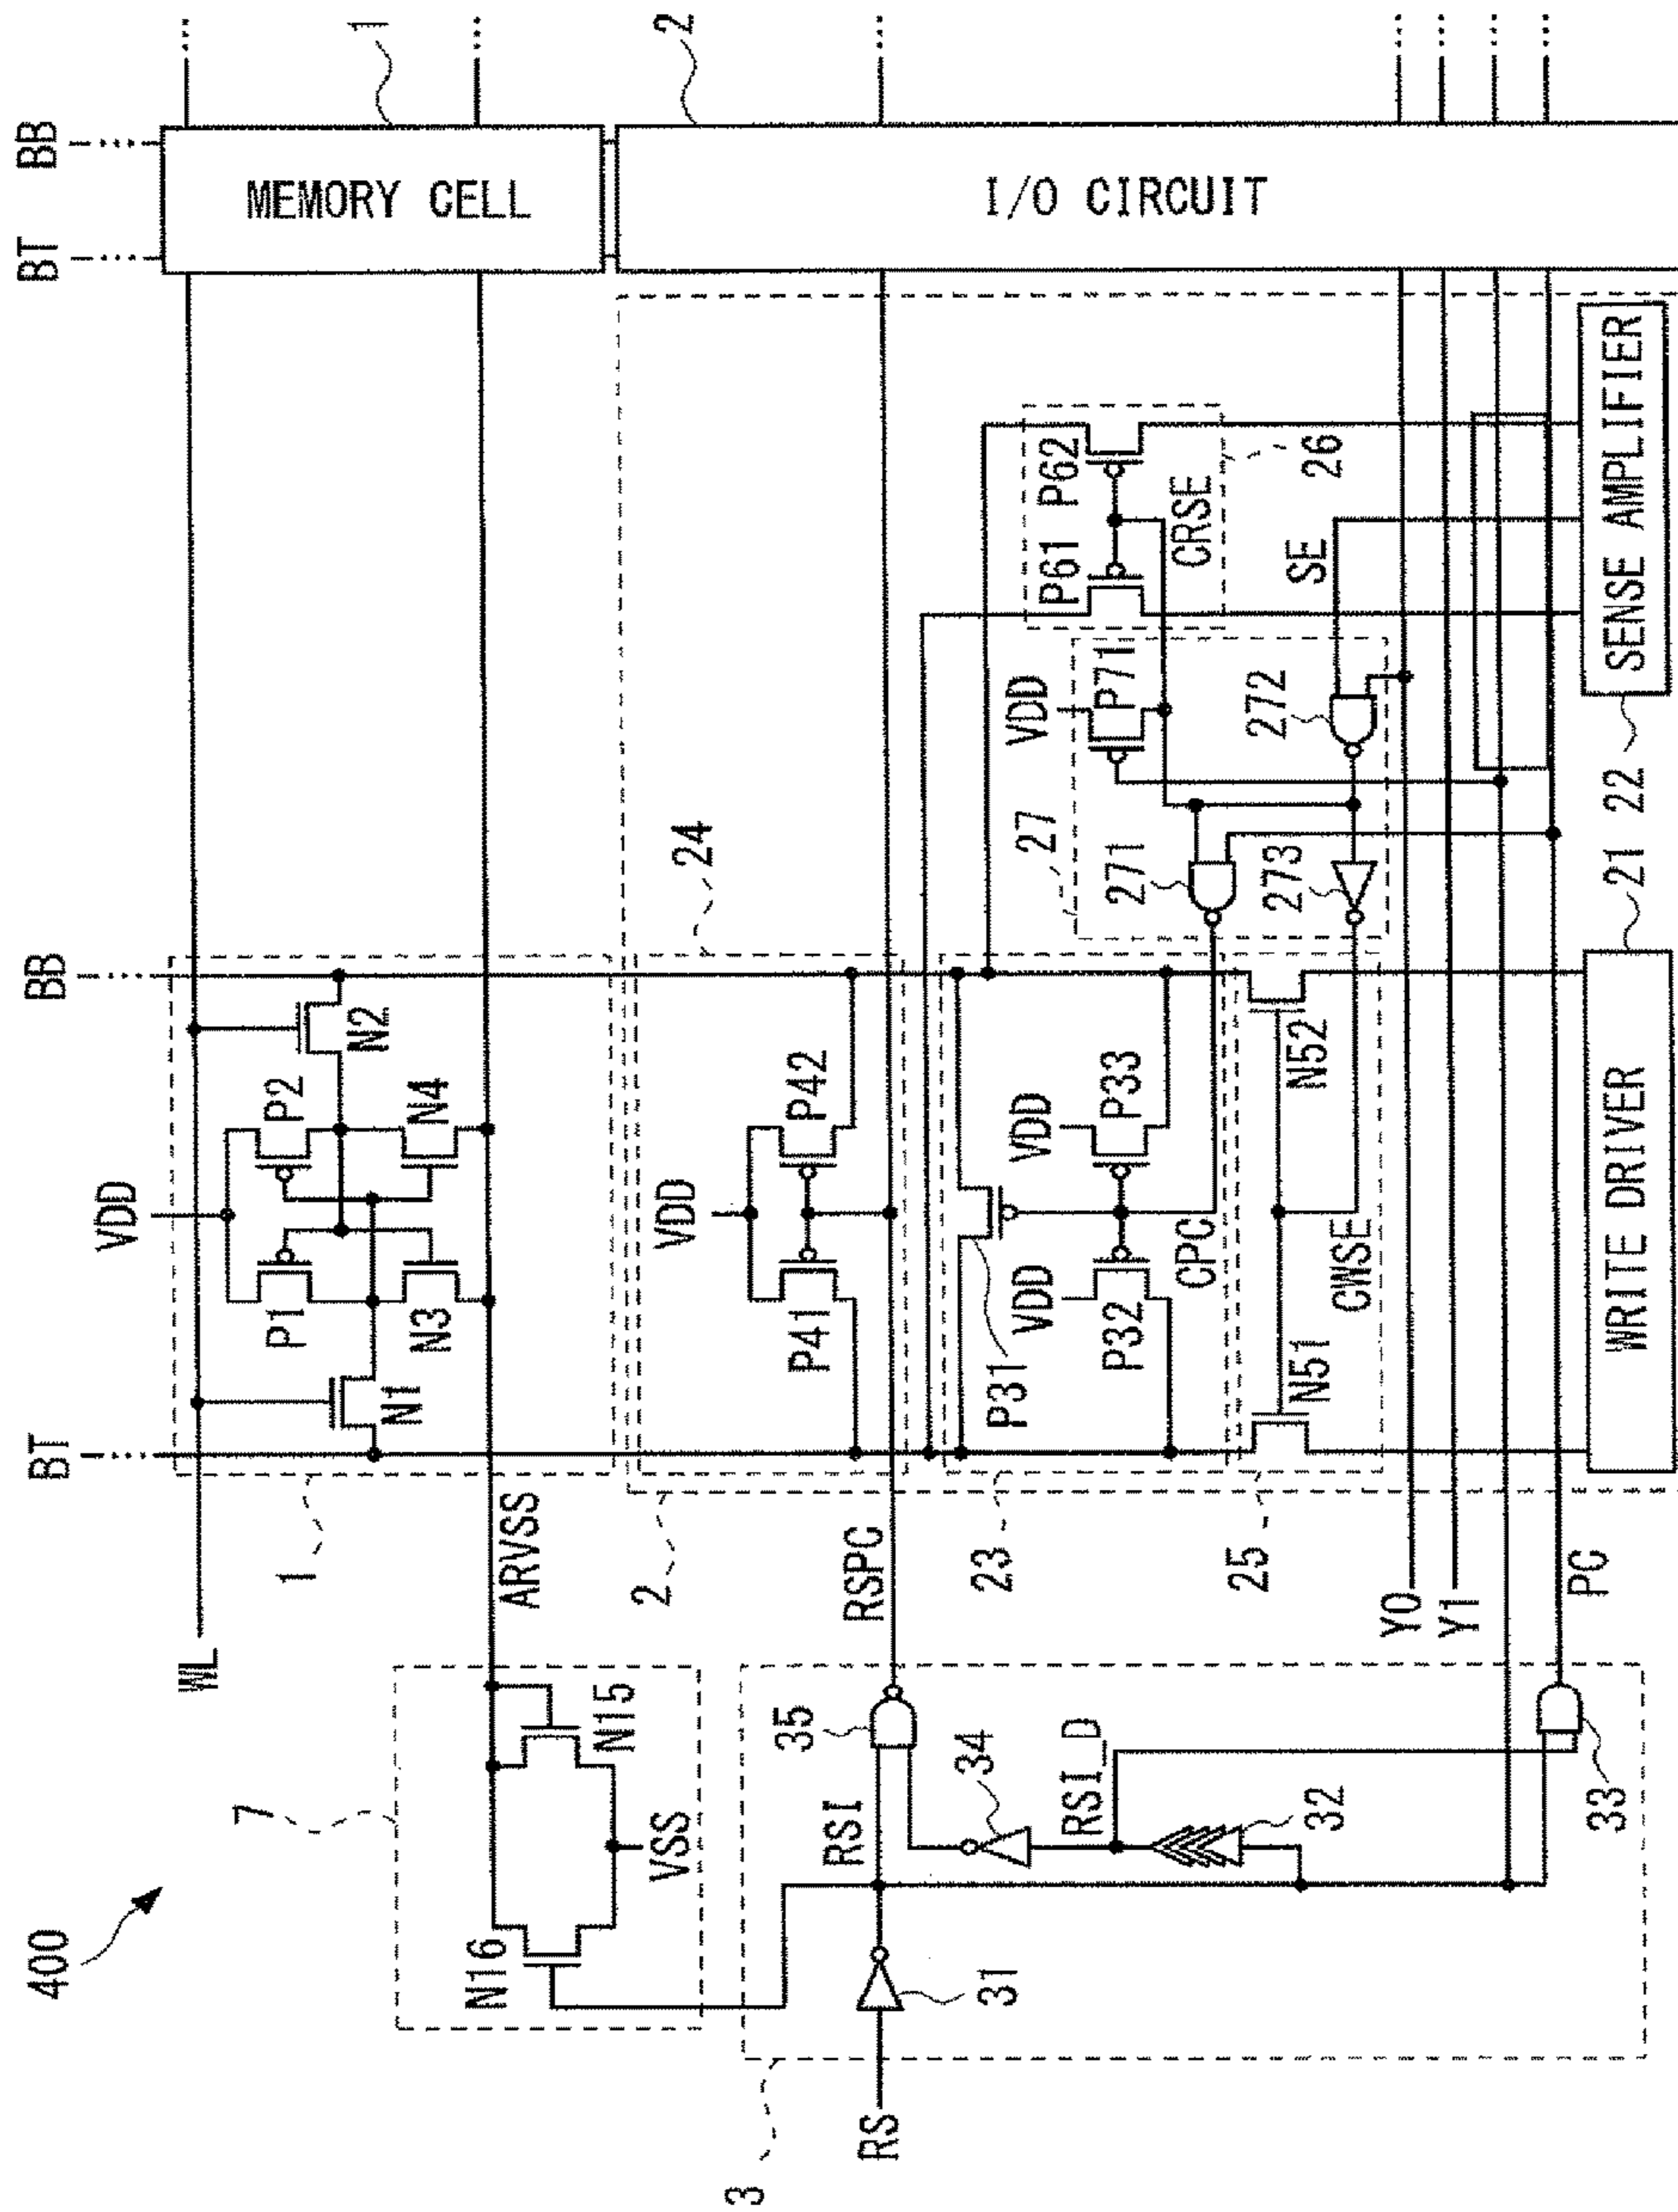 400
BT
BB
BT
BB
WL
VDD
P1
P2
N1
N2
N3
N4
MEMORY CELL
1
1
ARVSS
7
N16
N15
VSS
2
2
24
VDD
P41
P42
RSPC
I/O CIRCUIT
3
RS
31
RSI
35
34
RSI_D
32
33
PC
23
P31
VDD
VDD
P32
P33
CPC
25
N51
N52
CWSE
27
271
272
273
VDD
P71
P61
P62
CRSE
26
SE
Y0
Y1
WRITE DRIVER
21
22
SENSE AMPLIFIER